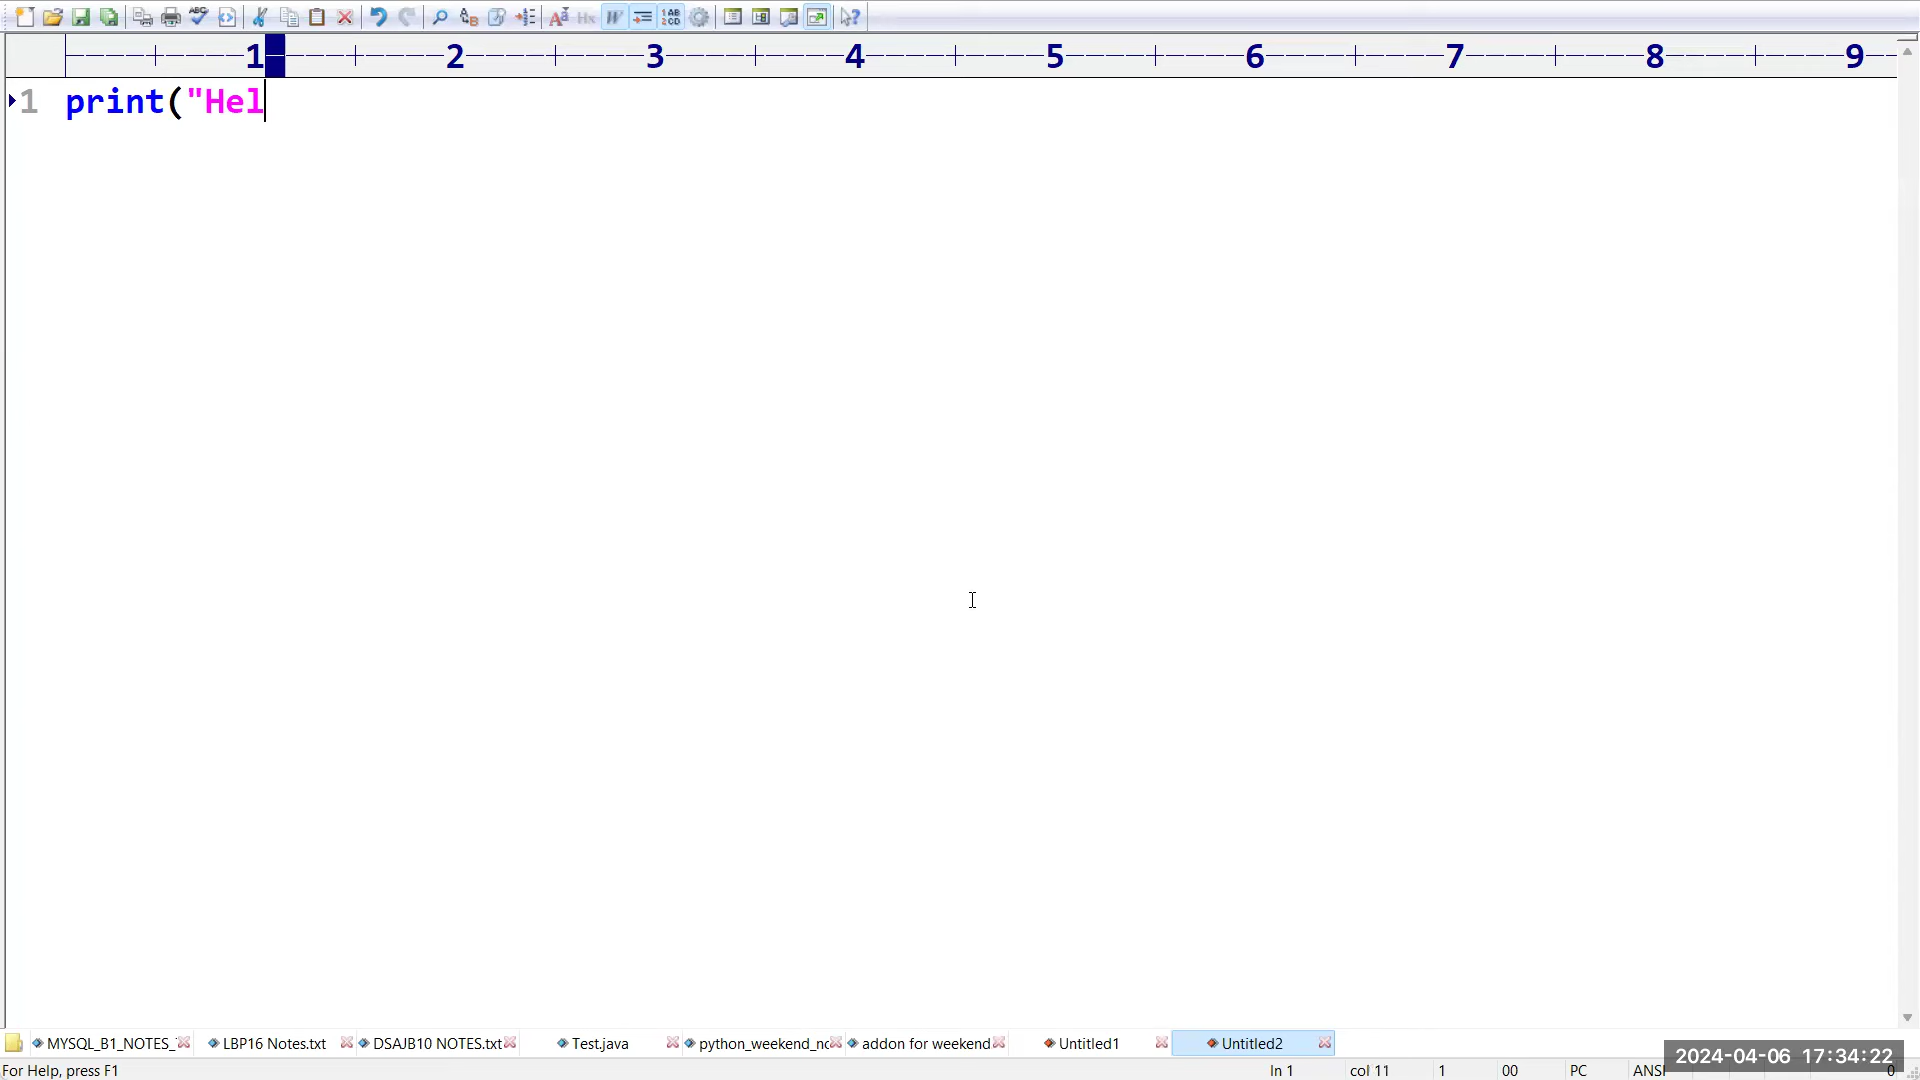 1 2 3 4 5 6 7 8 9
1 print("Hel
MYSQL_B1_NOTES_ LBP16 Notes.txt DSAJB10 NOTES.txt Test.java python_weekend_no addon for weekend Untitled1 Untitled2
For Help, press F1 ln 1 col 11 1 00 PC ANSI 0
2024-04-06 17:34:22